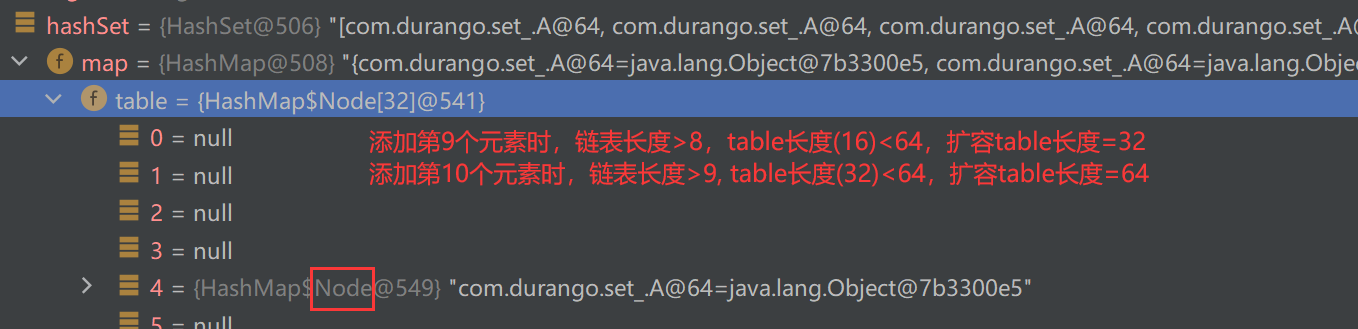 hashSet = {HashSet@506} "[com.durango.set_.A@64, com.durango.set_.A@64, com.durango.set_.A@64, com.durango.set_.A@
f map = {HashMap@508} "{com.durango.set_.A@64=java.lang.Object@7b3300e5, com.durango.set_.A@64=java.lang.Objec
f table = {HashMap$Node[32]@541}
0 = null 添加第9个元素时，链表长度>8，table长度(16)<64，扩容table长度=32
1 = null 添加第10个元素时，链表长度>9, table长度(32)<64，扩容table长度=64
2 = null
3 = null
4 = {HashMap$Node@549} "com.durango.set_.A@64=java.lang.Object@7b3300e5"
5 = null